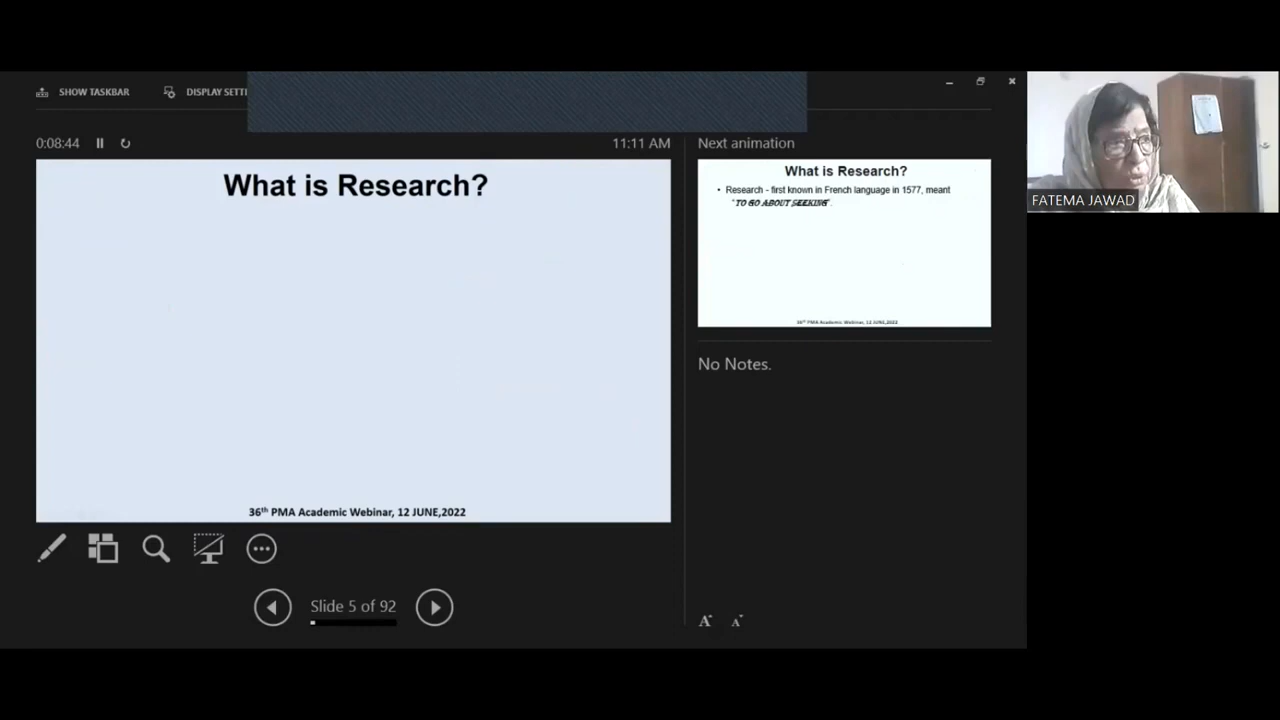 SHOW TASKBAR
DISPLAY SETTI
0:08:44
11:11 AM
What is Research?
36th PMA Academic Webinar, 12 JUNE,2022
Slide 5 of 92
Next animation
What is Research?
• Research - first known in French language in 1577, meant
"TO GO ABOUT SEEKING".
36th PMA Academic Webinar, 12 JUNE,2022
No Notes.
A A
FATEMA JAWAD